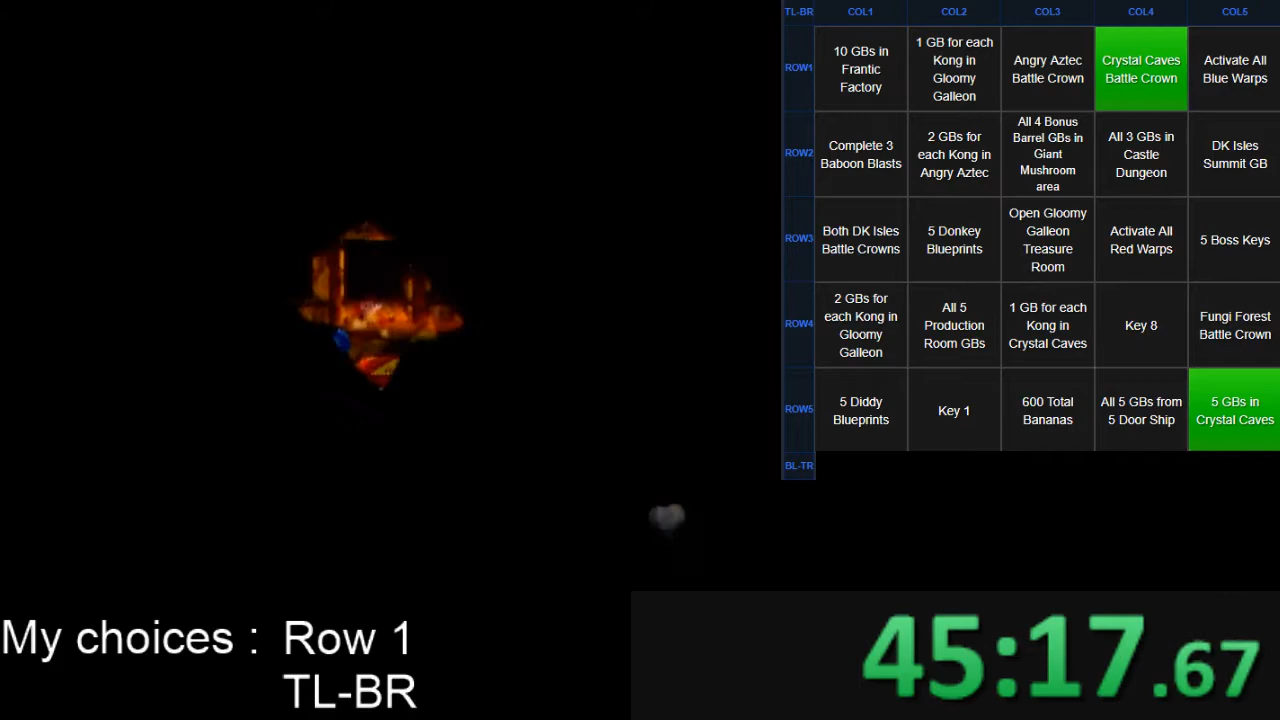 TL-BR COL1 COL2 COL3 COL4 COL5
ROW1
10 GBs in
Frantic
Factory
1 GB for each
Kong in
Gloomy
Galleon
Angry Aztec
Battle Crown
Crystal Caves
Battle Crown
Activate All
Blue Warps
ROW2
Complete 3
Baboon Blasts
2 GBs for
each Kong in
Angry Aztec
All 4 Bonus
Barrel GBs in
Giant
Mushroom
area
All 3 GBs in
Castle
Dungeon
DK Isles
Summit GB
ROW3
Both DK Isles
Battle Crowns
5 Donkey
Blueprints
Open Gloomy
Galleon
Treasure
Room
Activate All
Red Warps
5 Boss Keys
ROW4
2 GBs for
each Kong in
Gloomy
Galleon
All 5
Production
Room GBs
1 GB for each
Kong in
Crystal Caves
Key 8
Fungi Forest
Battle Crown
ROW5
5 Diddy
Blueprints
Key 1
600 Total
Bananas
All 5 GBs from
5 Door Ship
5 GBs in
Crystal Caves
BL-TR
My choices : Row 1
TL-BR
45:17.67